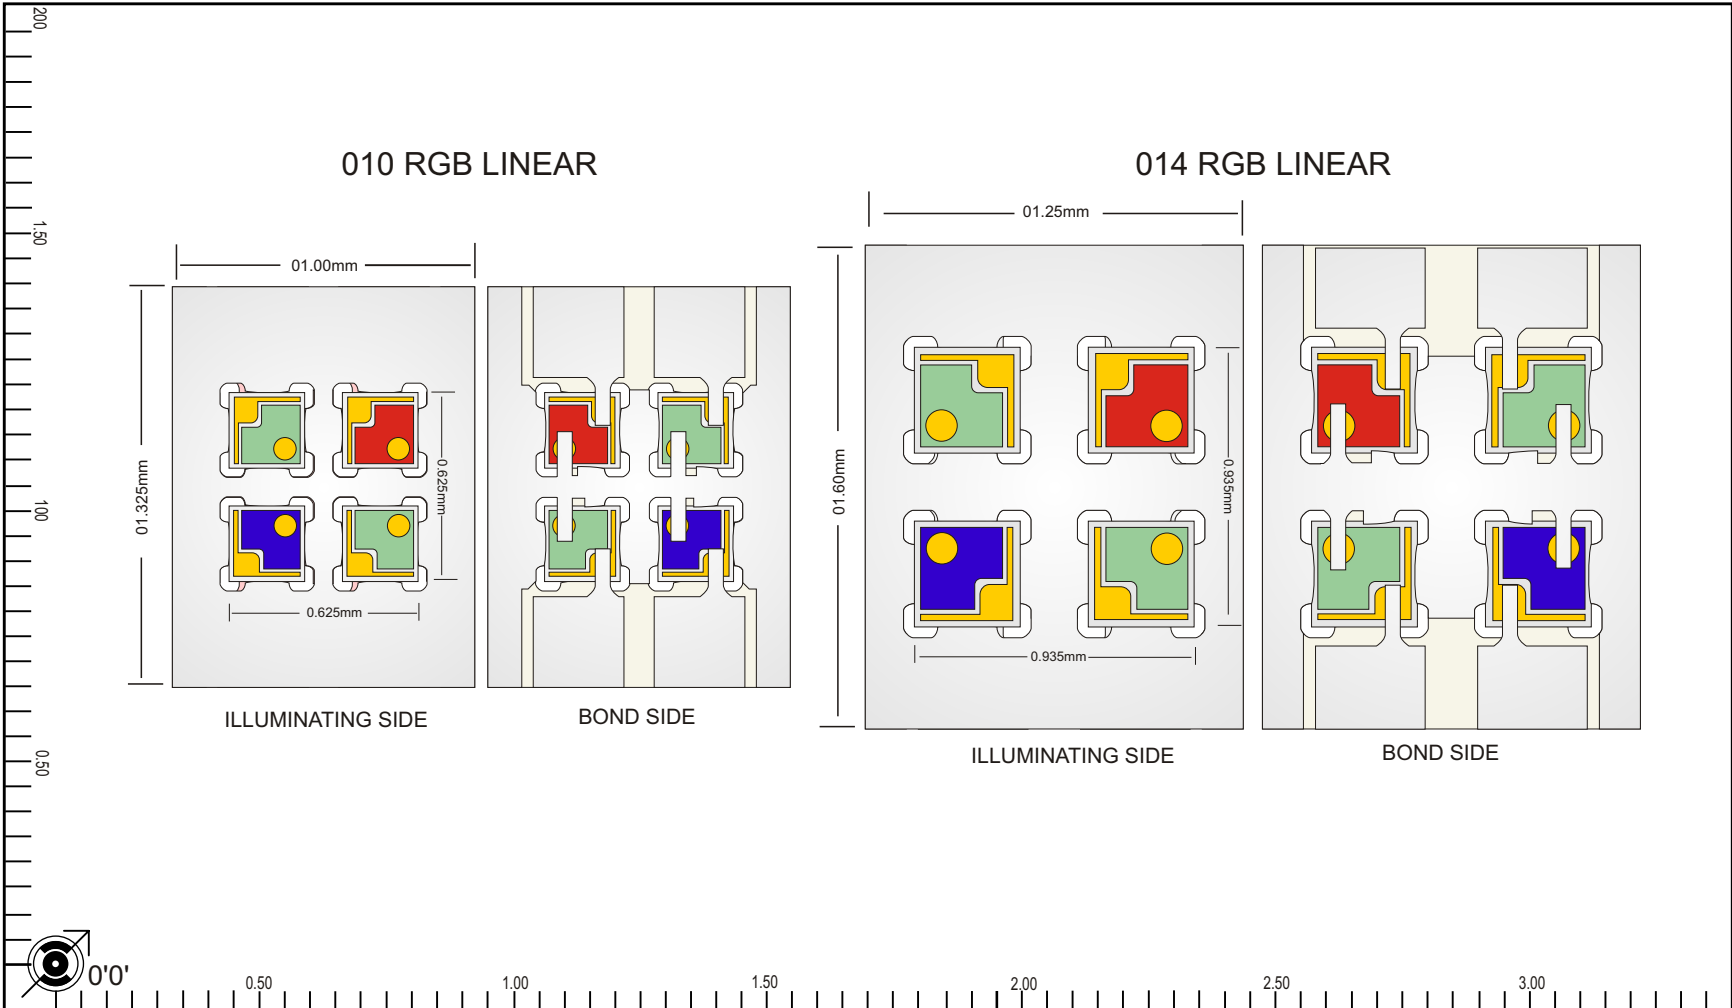 200
010 RGB LINEAR
014 RGB LINEAR
01.25mm
1.50
01.00mm
01.325mm
0.625mm
01.60mm
0.935mm
100
0.625mm
0.935mm
ILLUMINATING SIDE
BOND SIDE
ILLUMINATING SIDE
BOND SIDE
0.50
0'0'
0.50
1.00
1.50
2.00
2.50
3.00